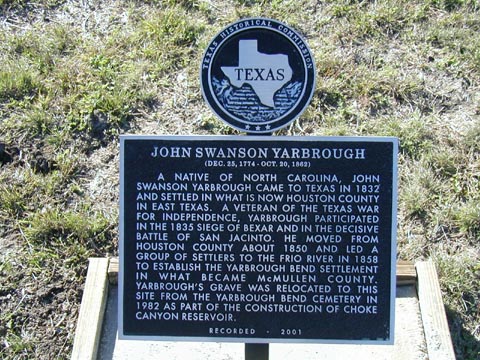 TEXAS HISTORICAL COMMISSION
TEXAS
JOHN SWANSON YARBROUGH
(DEC. 25, 1774 - OCT. 20, 1862)
A NATIVE OF NORTH CAROLINA, JOHN
SWANSON YARBROUGH CAME TO TEXAS IN 1832
AND SETTLED IN WHAT IS NOW HOUSTON COUNTY
IN EAST TEXAS. A VETERAN OF THE TEXAS WAR
FOR INDEPENDENCE, YARBROUGH PARTICIPATED
IN THE 1835 SIEGE OF BEXAR AND IN THE DECISIVE
BATTLE OF SAN JACINTO. HE MOVED FROM
HOUSTON COUNTY ABOUT 1850 AND LED A
GROUP OF SETTLERS TO THE FRIO RIVER IN 1858
TO ESTABLISH THE YARBROUGH BEND SETTLEMENT
IN WHAT BECAME McMULLEN COUNTY.
YARBROUGH'S GRAVE WAS RELOCATED TO THIS
SITE FROM THE YARBROUGH BEND CEMETERY IN
1982 AS PART OF THE CONSTRUCTION OF CHOKE
CANYON RESERVOIR.
RECORDED - 2001